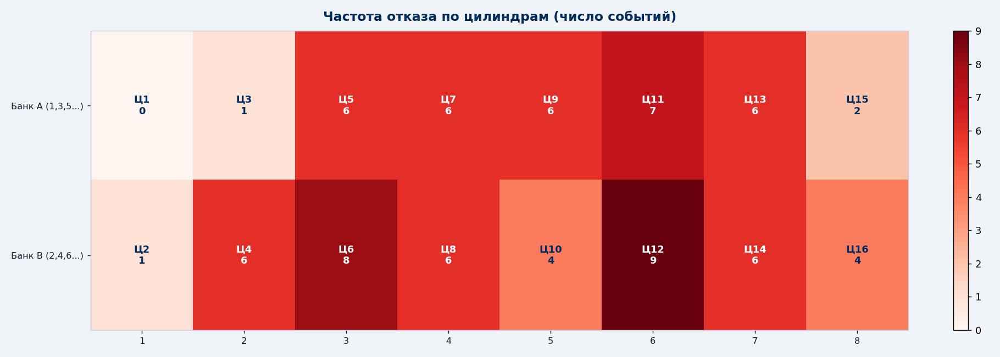 Частота отказа по цилиндрам (число событий)
Банк A (1,3,5...)
Ц1
0
Ц3
1
Ц5
6
Ц7
6
Ц9
6
Ц11
7
Ц13
6
Ц15
2
Банк B (2,4,6...)
Ц2
1
Ц4
6
Ц6
8
Ц8
6
Ц10
4
Ц12
9
Ц14
6
Ц16
4
1
2
3
4
5
6
7
8
9
8
7
6
5
4
3
2
1
0